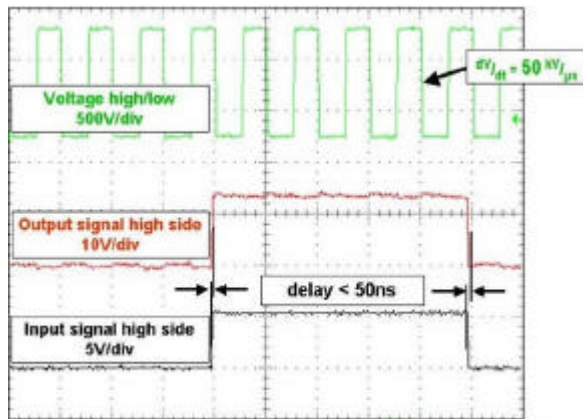 dV/dt = 50 kV/µs
Voltage high/low
500V/div
Output signal high side
10V/div
delay < 50ns
Input signal high side
5V/div